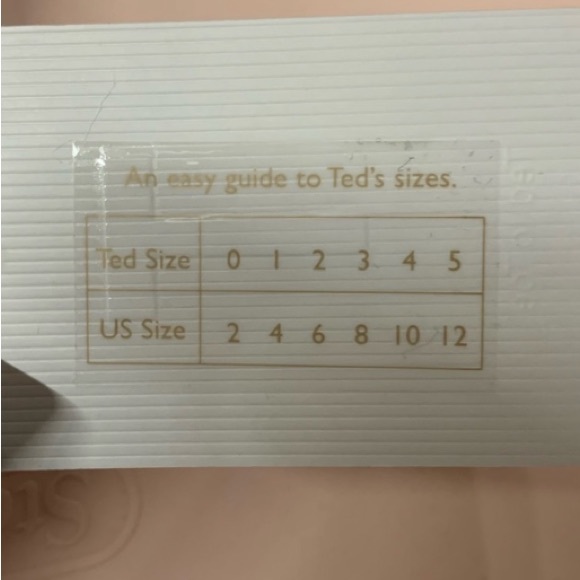 An easy guide to Ted's sizes.
Ted Size 0 1 2 3 4 5
US Size 2 4 6 8 10 12